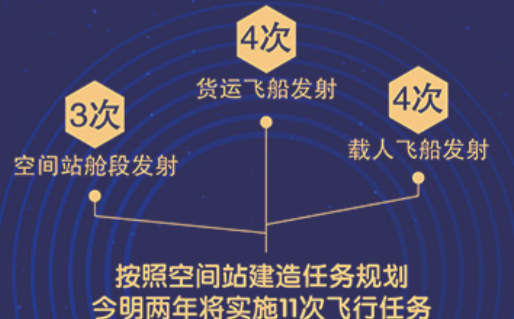 4次
货运飞船发射
3次
空间站舱段发射
4次
载人飞船发射
按照空间站建造任务规划
今明两年将实施11次飞行任务